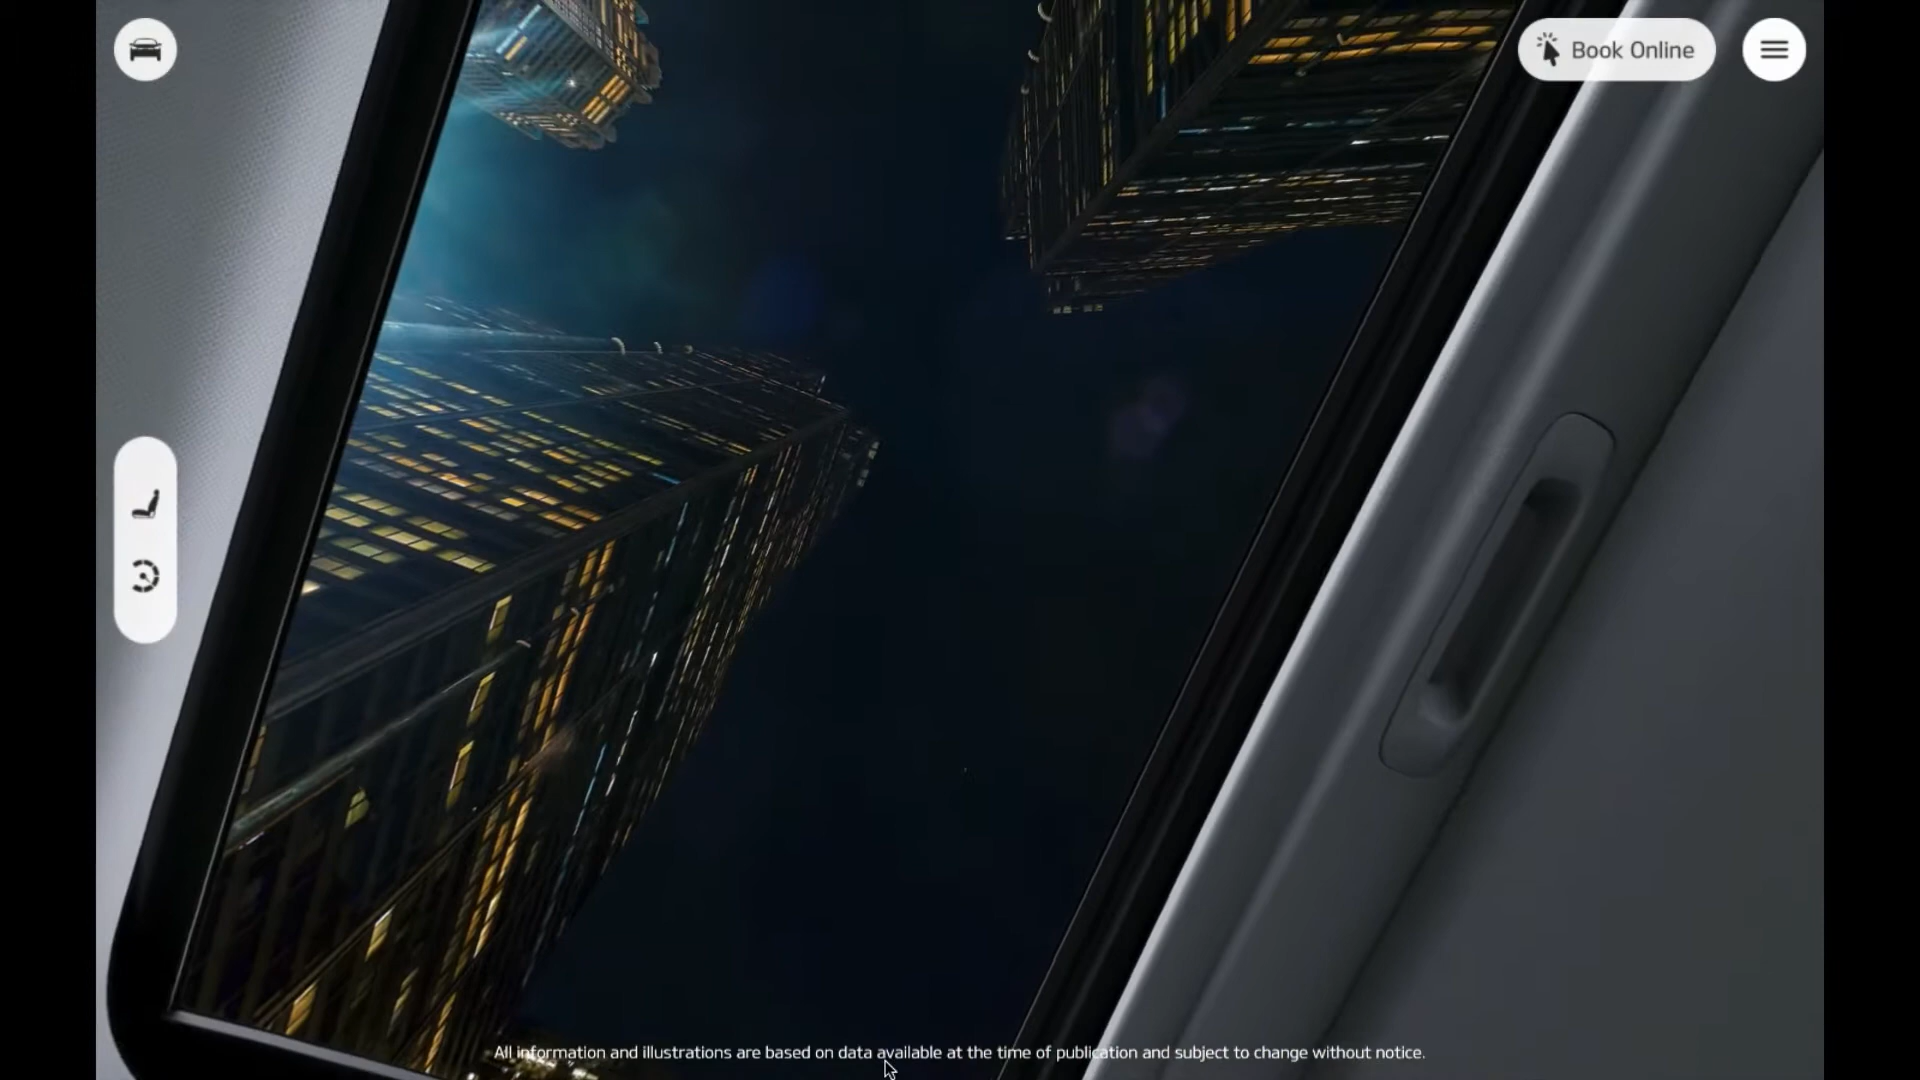 Book Online
All information and illustrations are based on data available at the time of publication and subject to change without notice.